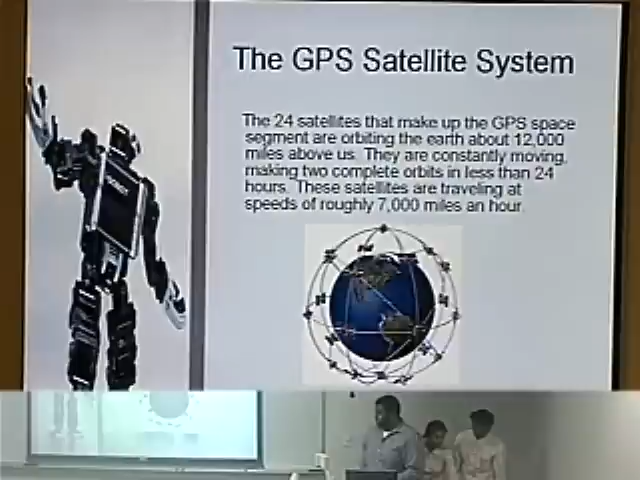 The GPS Satellite System
The 24 satellites that make up the GPS space
segment are orbiting the earth about 12,000
miles above us. They are constantly moving,
making two complete orbits in less than 24
hours. These satellites are traveling at
speeds of roughly 7,000 miles an hour.